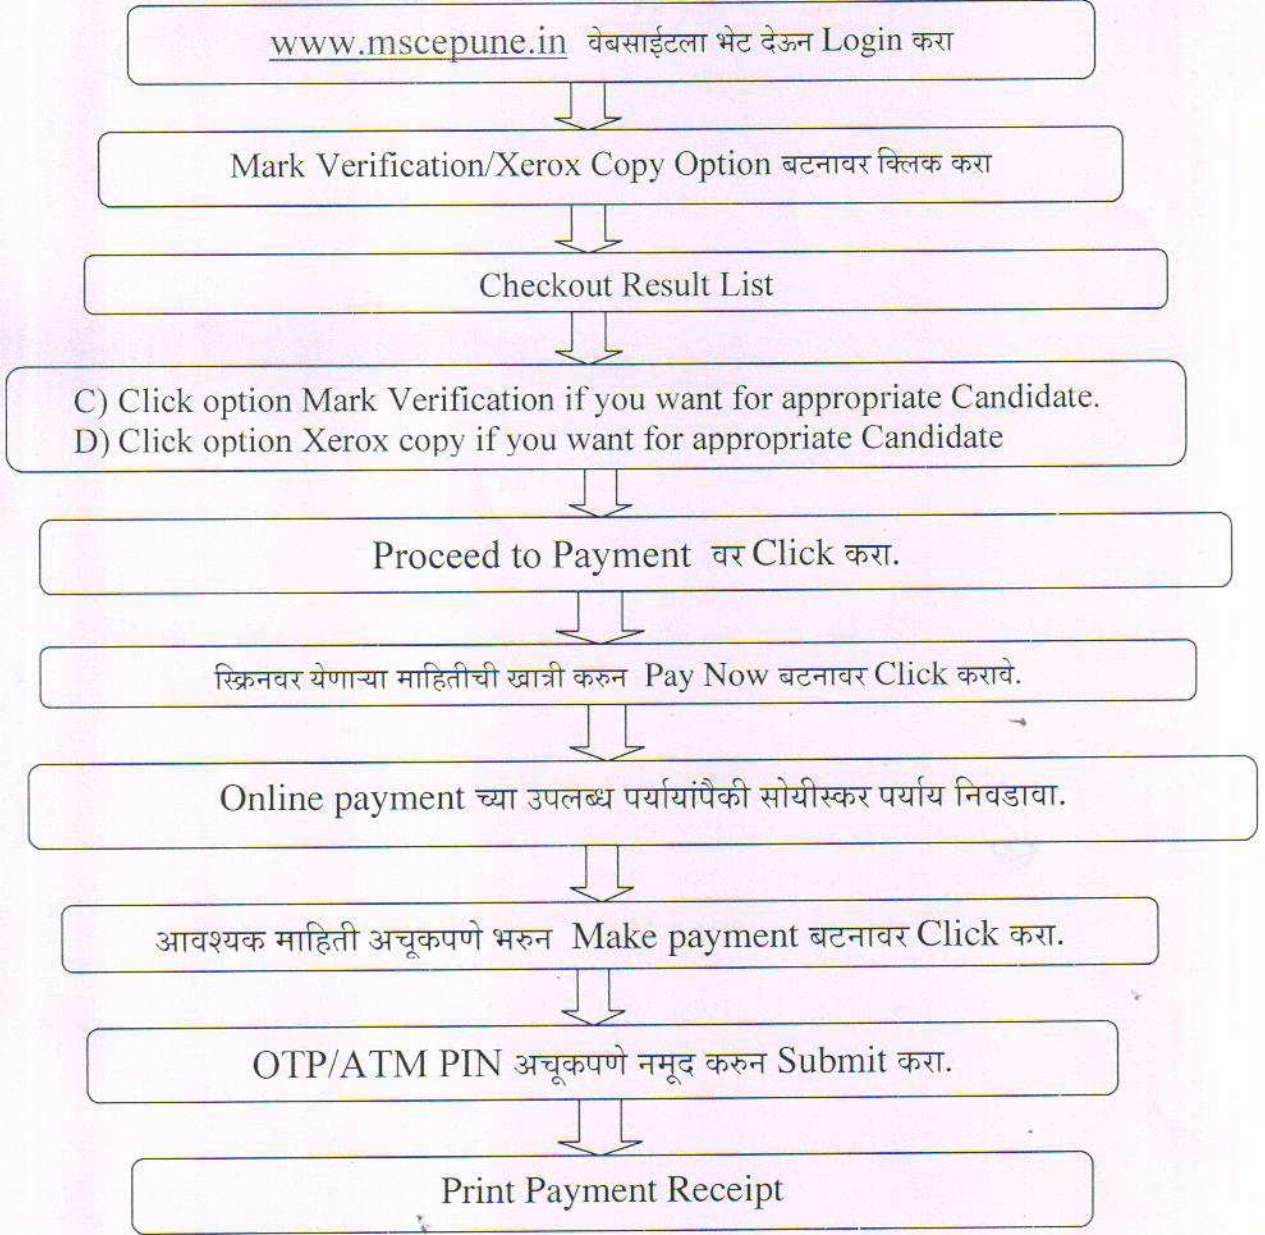 www.mscepune.in वेबसाईटला भेट देऊन Login करा
Mark Verification/Xerox Copy Option बटनावर क्लिक करा
Checkout Result List
C) Click option Mark Verification if you want for appropriate Candidate.
D) Click option Xerox copy if you want for appropriate Candidate
Proceed to Payment वर Click करा.
स्क्रिनवर येणाऱ्या माहितीची खात्री करुन Pay Now बटनावर Click करावे.
Online payment च्या उपलब्ध पर्यायांपैकी सोयीस्कर पर्याय निवडावा.
आवश्यक माहिती अचूकपणे भरुन Make payment बटनावर Click करा.
OTP/ATM PIN अचूकपणे नमूद करुन Submit करा.
Print Payment Receipt